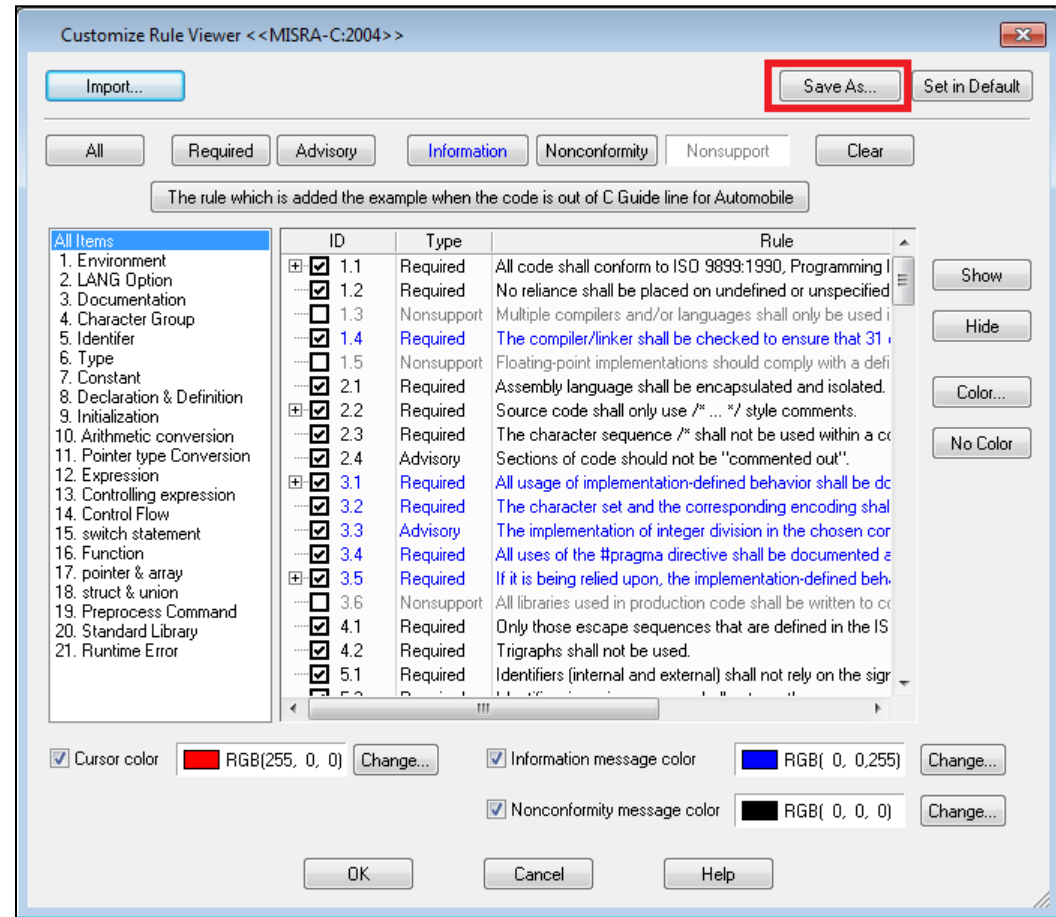 Customize Rule Viewer <<MISRA-C:2004>>
Import... Save As... Set in Default
All Required Advisory Information Nonconformity Nonsupport Clear
The rule which is added the example when the code is out of C Guide line for Automobile
All Items
1. Environment
2. LANG Option
3. Documentation
4. Character Group
5. Identifer
6. Type
7. Constant
8. Declaration & Definition
9. Initialization
10. Arithmetic conversion
11. Pointer type Conversion
12. Expression
13. Controlling expression
14. Control Flow
15. switch statement
16. Function
17. pointer & array
18. struct & union
19. Preprocess Command
20. Standard Library
21. Runtime Error
ID Type Rule
1.1 Required All code shall conform to ISO 9899:1990, Programming l
1.2 Required No reliance shall be placed on undefined or unspecified
1.3 Nonsupport Multiple compilers and/or languages shall only be used i
1.4 Required The compiler/linker shall be checked to ensure that 31
1.5 Nonsupport Floating-point implementations should comply with a defi
2.1 Required Assembly language shall be encapsulated and isolated.
2.2 Required Source code shall only use /* ... */ style comments.
2.3 Required The character sequence /* shall not be used within a co
2.4 Advisory Sections of code should not be "commented out".
3.1 Required All usage of implementation-defined behavior shall be do
3.2 Required The character set and the corresponding encoding shal
3.3 Advisory The implementation of integer division in the chosen cor
3.4 Required All uses of the #pragma directive shall be documented a
3.5 Required If it is being relied upon, the implementation-defined beh
3.6 Nonsupport All libraries used in production code shall be written to co
4.1 Required Only those escape sequences that are defined in the IS
4.2 Required Trigraphs shall not be used.
5.1 Required Identifiers (internal and external) shall not rely on the sigr
Show
Hide
Color...
No Color
Cursor color RGB(255, 0, 0) Change... Information message color RGB( 0, 0,255) Change...
Nonconformity message color RGB( 0, 0, 0) Change...
OK Cancel Help